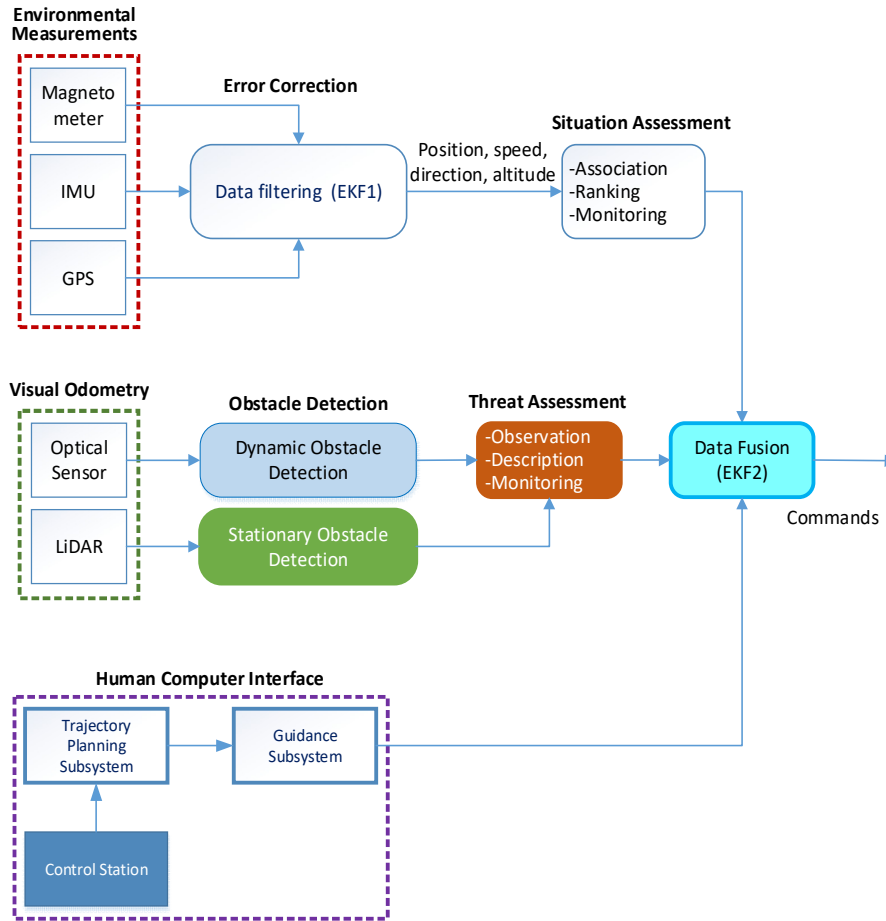 Environmental
Measurements
Magneto
meter
IMU
GPS
Error Correction
Data filtering (EKF1)
Position, speed,
direction, altitude
Situation Assessment
-Association
-Ranking
-Monitoring
Visual Odometry
Optical
Sensor
LiDAR
Obstacle Detection
Dynamic Obstacle
Detection
Stationary Obstacle
Detection
Threat Assessment
-Observation
-Description
-Monitoring
Data Fusion
(EKF2)
Commands
Human Computer Interface
Trajectory
Planning
Subsystem
Guidance
Subsystem
Control Station